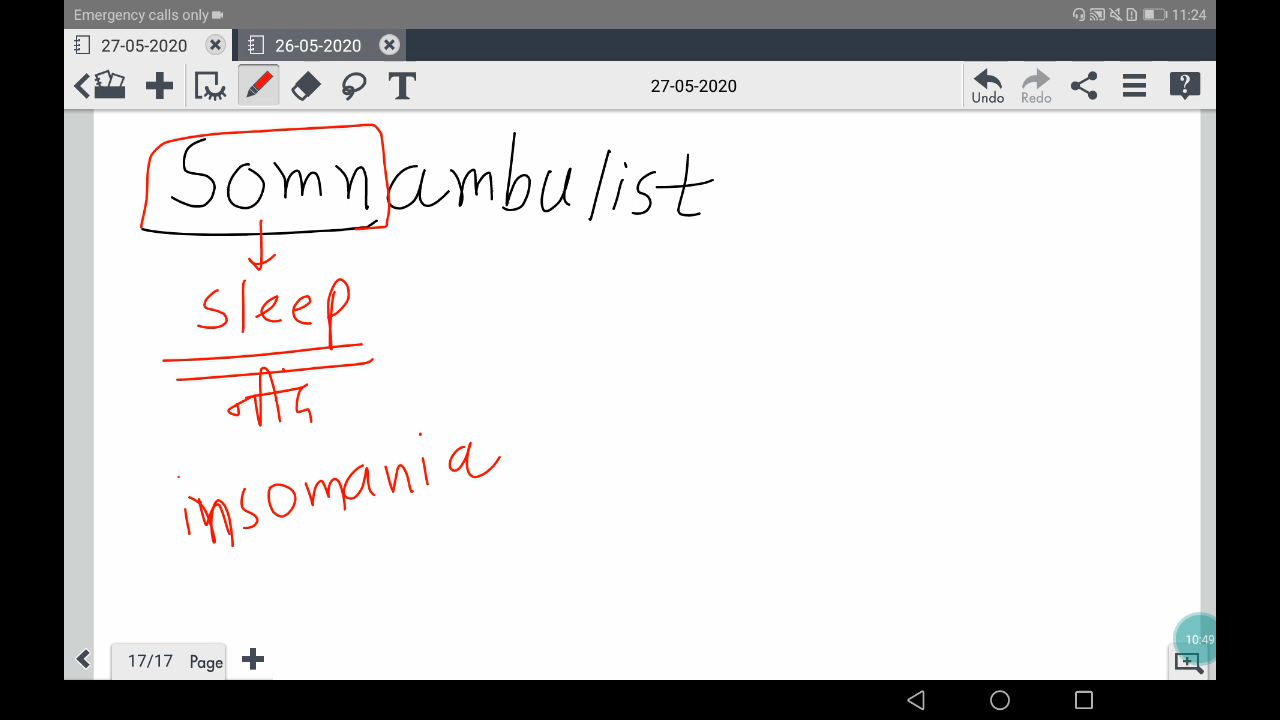 Emergency calls only 11:24
27-05-2020 26-05-2020
27-05-2020 Undo Redo
T
Somnambulist
sleep
insomania
10:49
17/17 Page